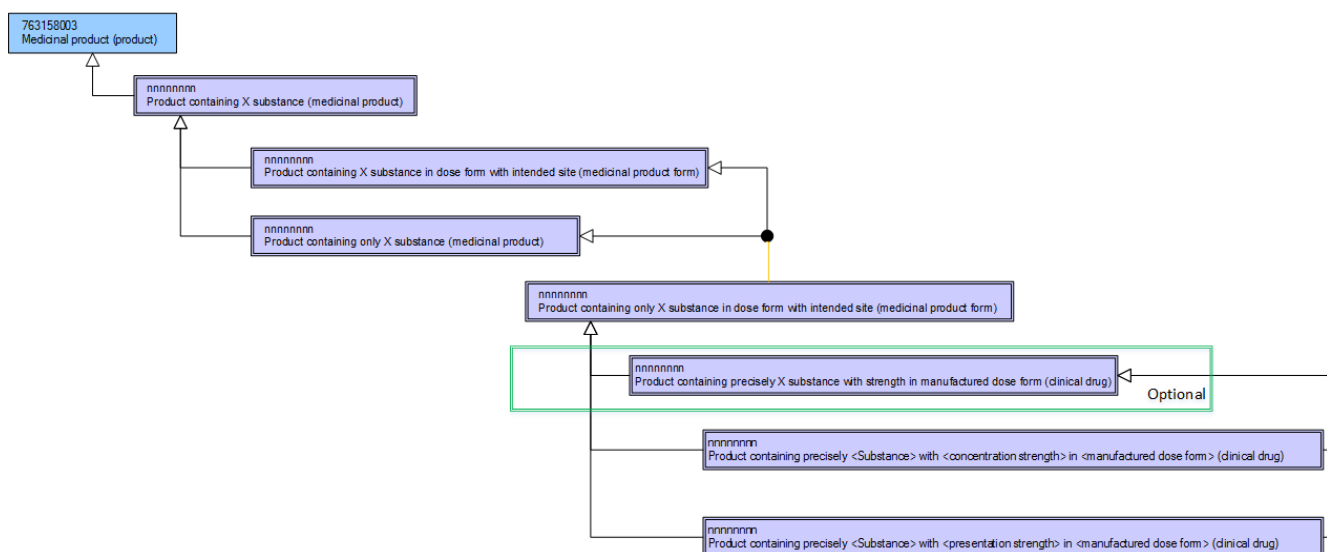 763158003
Medicinal product (product)
nnnnnnnn
Product containing X substance (medicinal product)
nnnnnnnn
Product containing X substance in dose form with intended site (medicinal product form)
nnnnnnnn
Product containing only X substance (medicinal product)
nnnnnnnn
Product containing only X substance in dose form with intended site (medicinal product form)
nnnnnnnn
Product containing precisely X substance with strength in manufactured dose form (clinical drug)
Optional
nnnnnnnn
Product containing precisely <Substance> with <concentration strength> in <manufactured dose form> (clinical drug)
nnnnnnnn
Product containing precisely <Substance> with <presentation strength> in <manufactured dose form> (clinical drug)